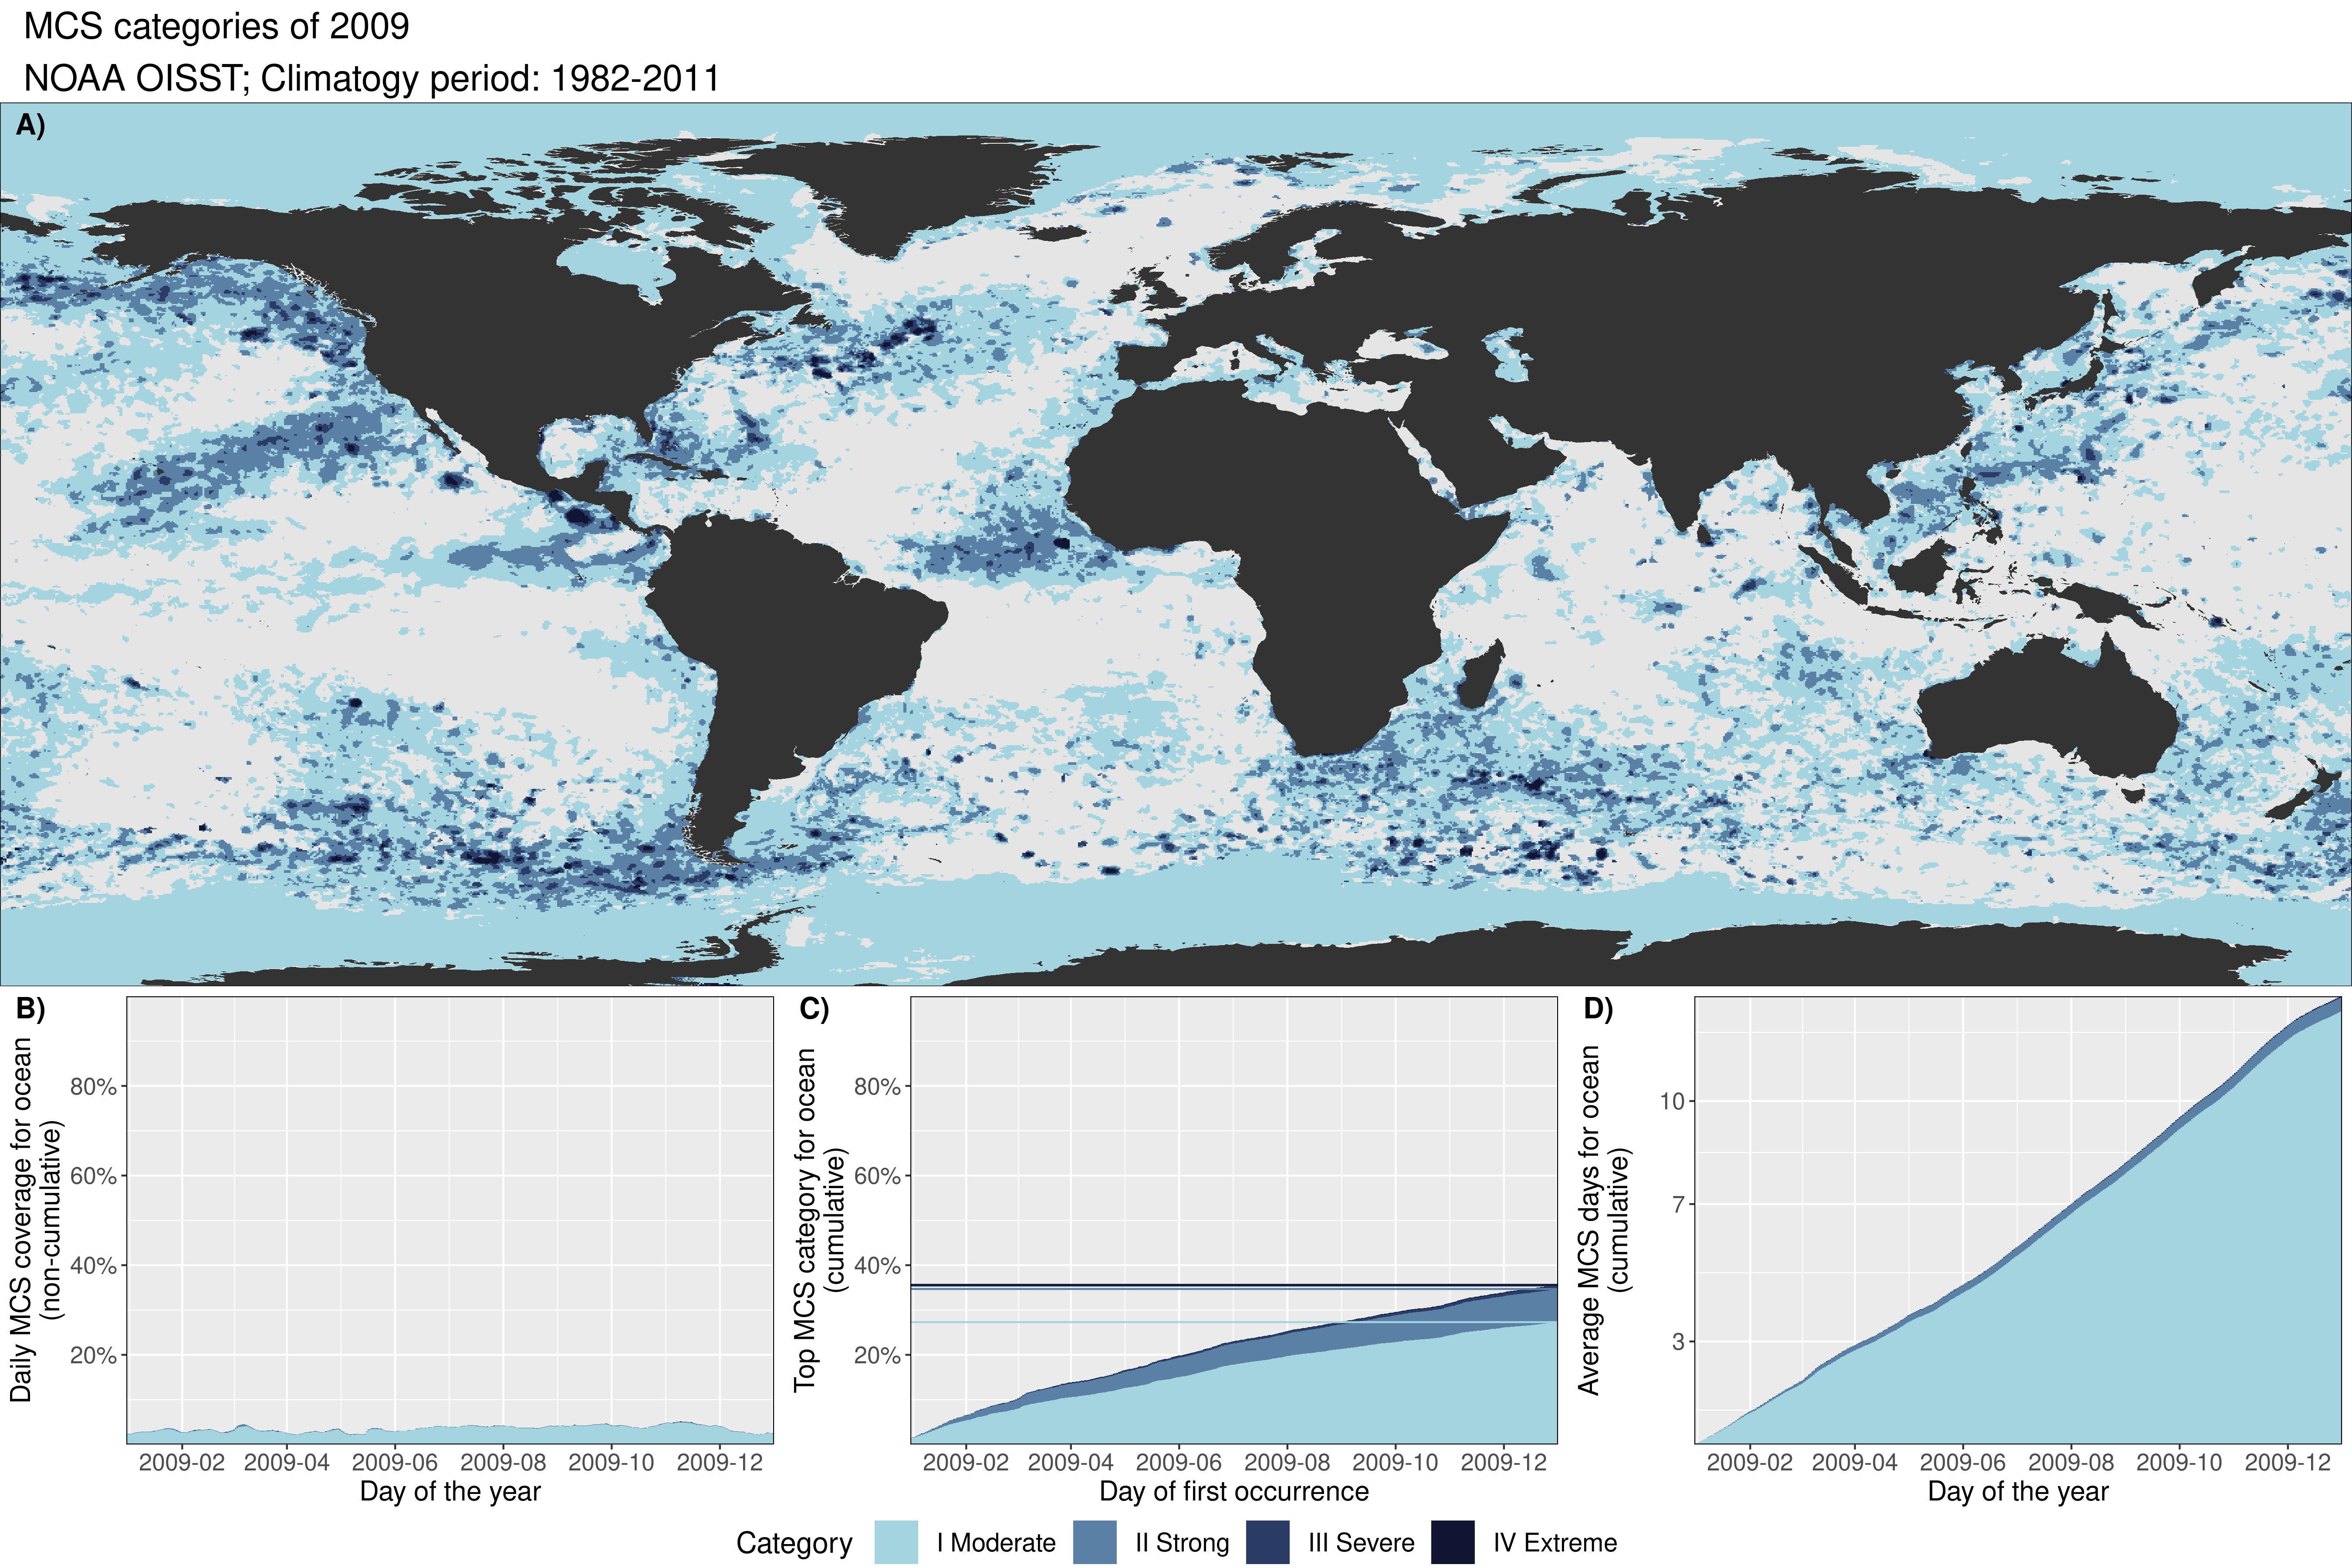 MCS categories of 2009
NOAA OISST; Climatogy period: 1982-2011
A)
B)
Daily MCS coverage for ocean
(non-cumulative)
80%
60%
40%
20%
2009-02 2009-04 2009-06 2009-08 2009-10 2009-12
Day of the year
C)
Top MCS category for ocean
(cumulative)
80%
60%
40%
20%
2009-02 2009-04 2009-06 2009-08 2009-10 2009-12
Day of first occurrence
D)
Average MCS days for ocean
(cumulative)
10
7
3
2009-02 2009-04 2009-06 2009-08 2009-10 2009-12
Day of the year
Category I Moderate II Strong III Severe IV Extreme